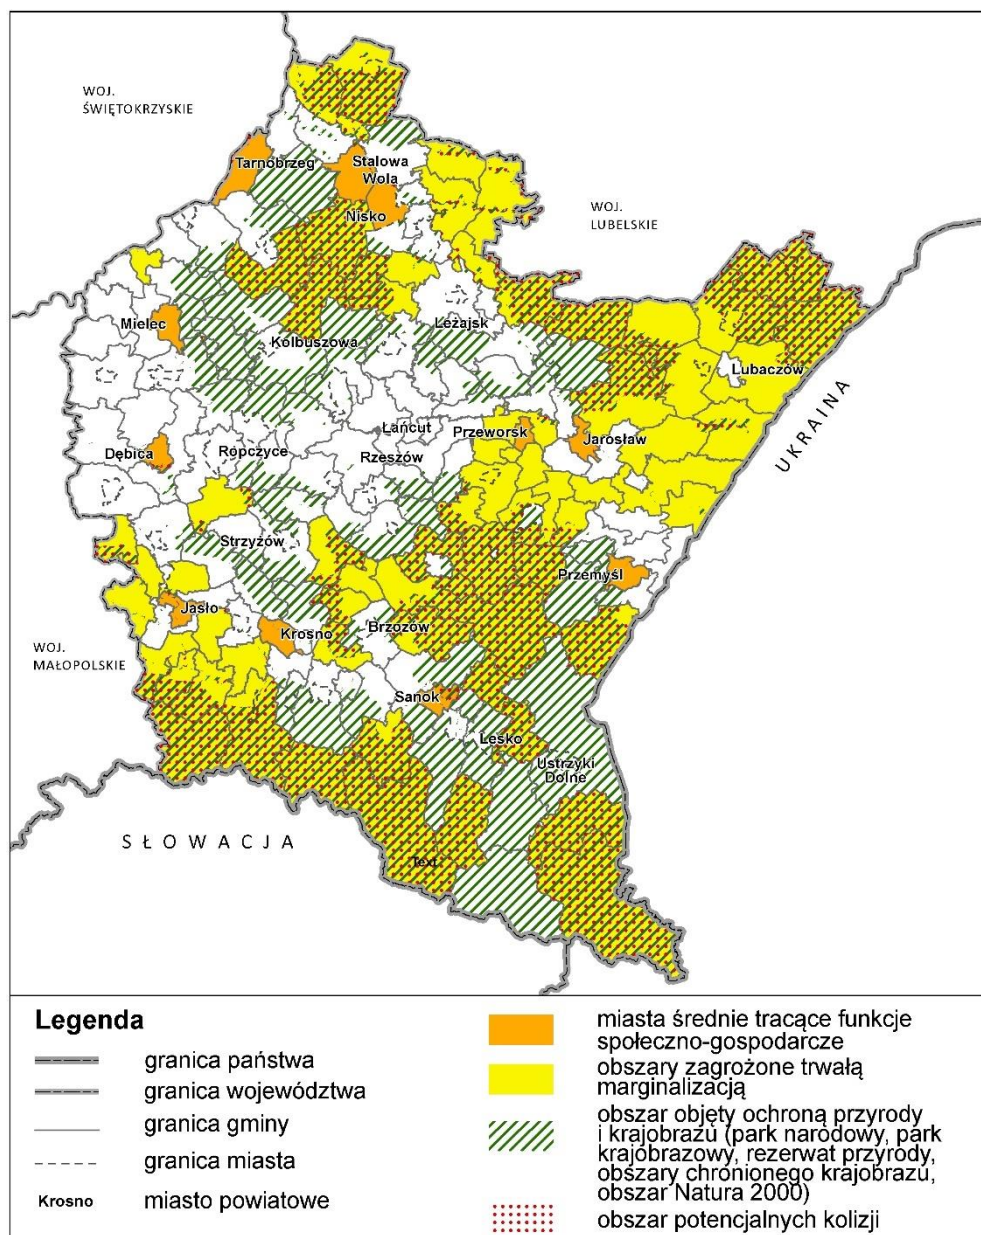 WOJ.
ŚWIĘTOKRZYSKIE
Tarnobrzeg
Stalowa
Wola
Nisko
WOJ.
LUBELSKIE
Mielec
Kolbuszowa
Leżajsk
Lubaczów
Dębica
Ropczyce
Łańcut
Rzeszów
Przeworsk
Jarosław
UKRAINA
Strzyżów
Przemyśl
Jasło
Krosno
Brzozów
WOJ.
MAŁOPOLSKIE
Sanok
Lesko
Ustrzyki
Dolne
SŁOWACJA
Text
Legenda
granica państwa
granica województwa
granica gminy
granica miasta
Krosno miasto powiatowe
miasta średnie tracące funkcje
społeczno-gospodarcze
obszary zagrożone trwałą
marginalizacją
obszar objęty ochroną przyrody
i krajobrazu (park narodowy, park
krajobrazowy, rezerwat przyrody,
obszary chronionego krajobrazu,
obszar Natura 2000)
obszar potencjalnych kolizji